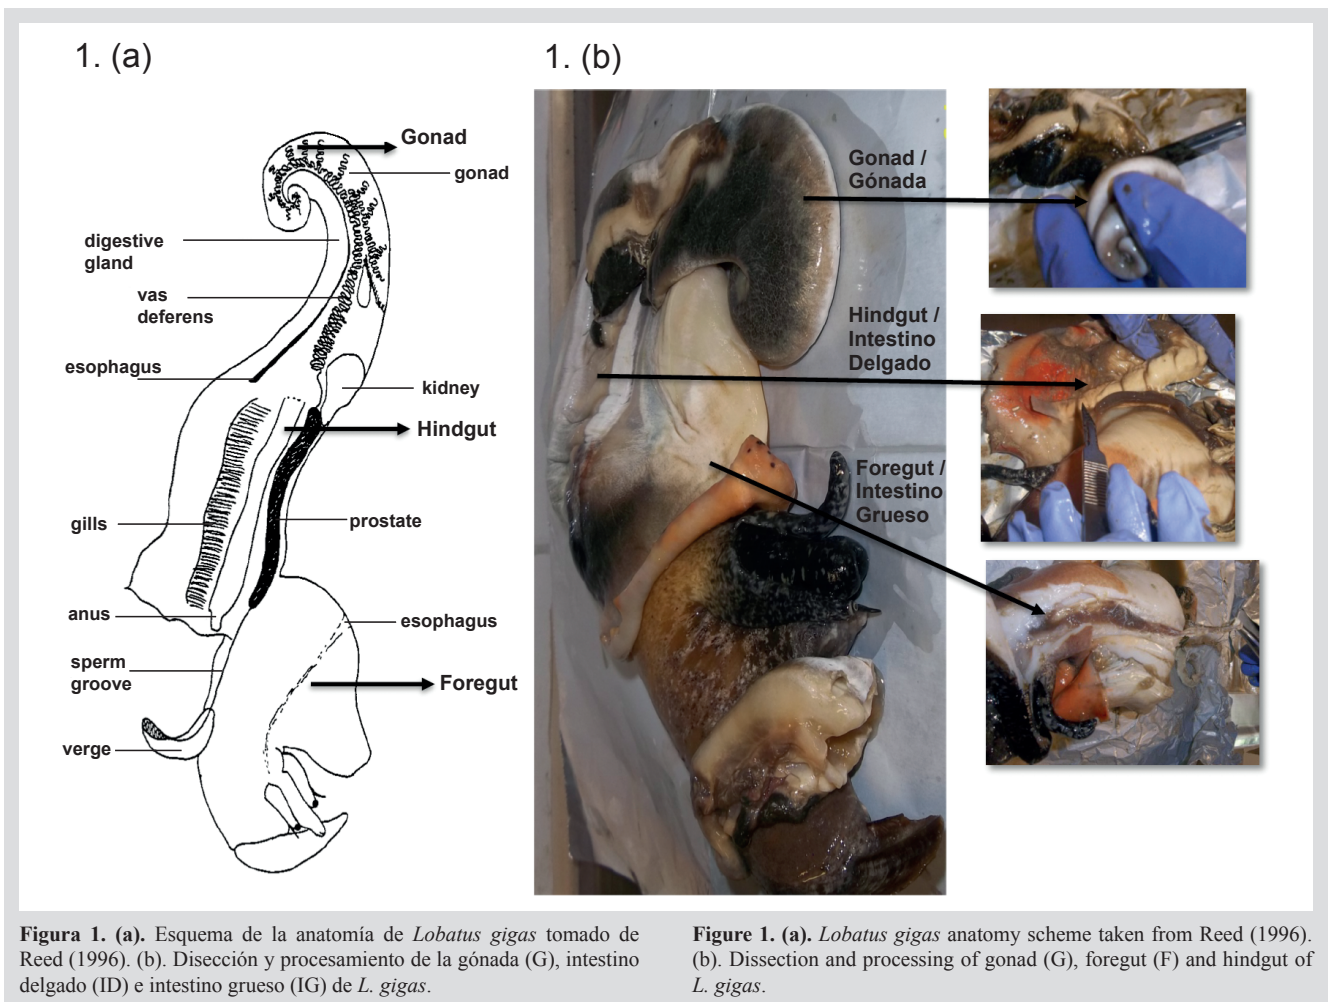 1. (a)
Gonad
gonad
digestive
gland
vas
deferens
esophagus
kidney
Hindgut
gills
prostate
anus
esophagus
sperm
groove
Foregut
verge
1. (b)
Gonad /
Gónada
Hindgut /
Intestino
Delgado
Foregut /
Intestino
Grueso
Figura 1. (a). Esquema de la anatomía de Lobatus gigas tomado de
Reed (1996). (b). Disección y procesamiento de la gónada (G), intestino
delgado (ID) e intestino grueso (IG) de L. gigas.
Figure 1. (a). Lobatus gigas anatomy scheme taken from Reed (1996).
(b). Dissection and processing of gonad (G), foregut (F) and hindgut of
L. gigas.